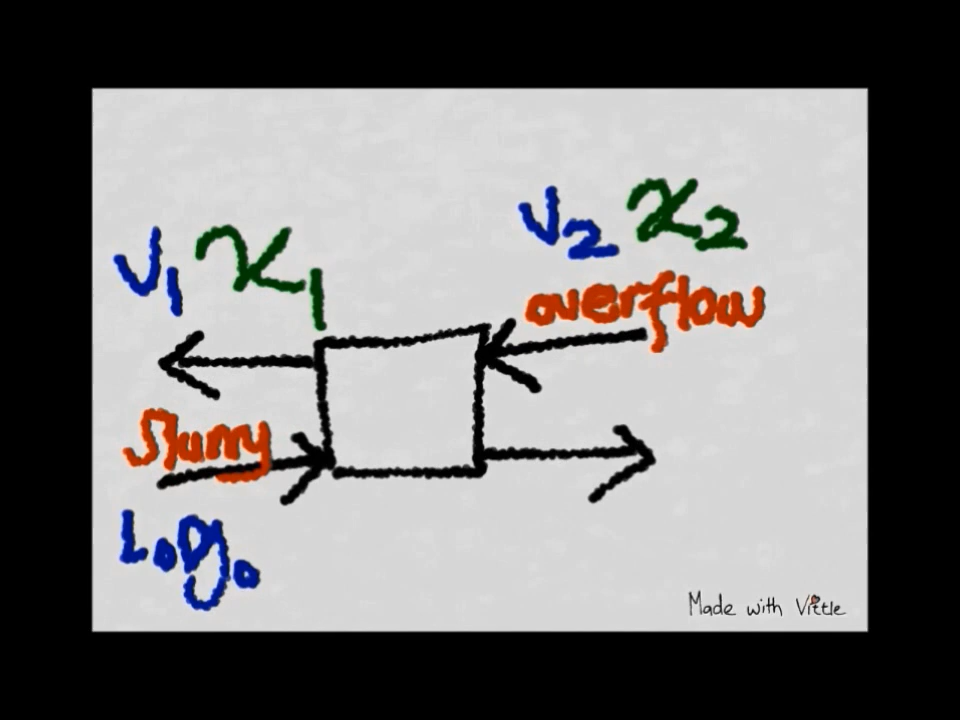 V₂ x₂
V₁ x₁
overflow
Slurry
L₀ y₀
Made with Vittle